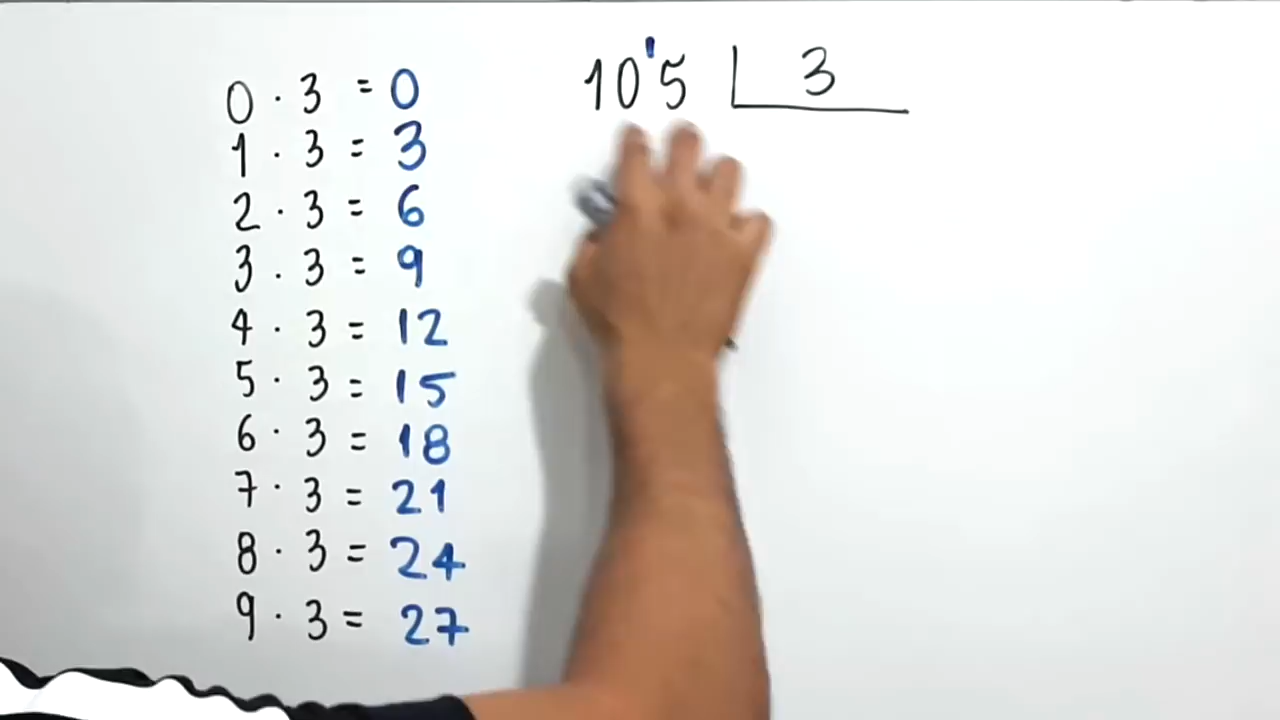 0 · 3 = 0
1 · 3 = 3
2 · 3 = 6
3 · 3 = 9
4 · 3 = 12
5 · 3 = 15
6 · 3 = 18
7 · 3 = 21
8 · 3 = 24
9 · 3 = 27
10'5 | 3